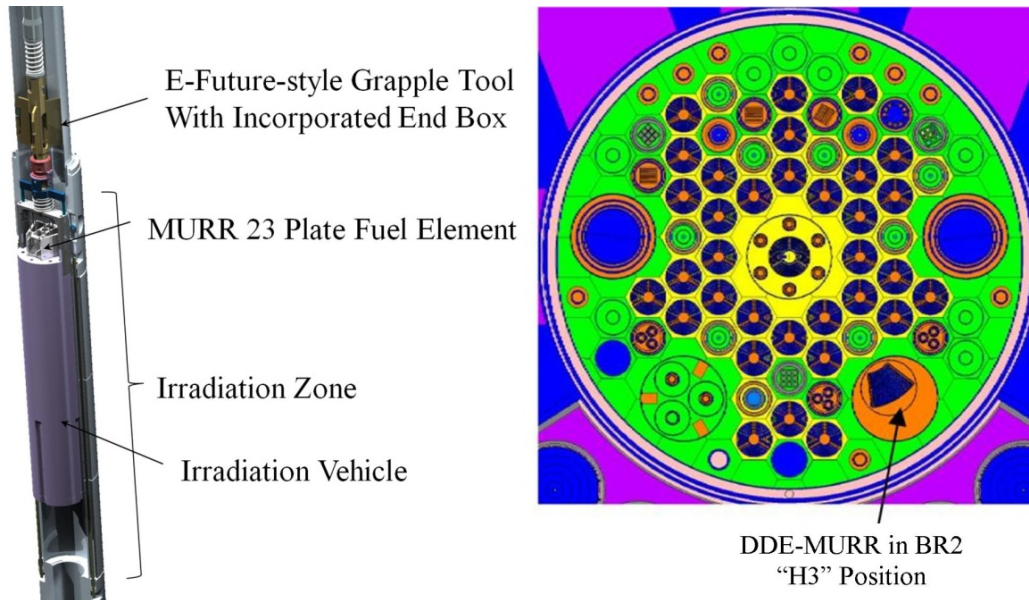 E-Future-style Grapple Tool
With Incorporated End Box
MURR 23 Plate Fuel Element
Irradiation Zone
Irradiation Vehicle
DDE-MURR in BR2
“H3” Position